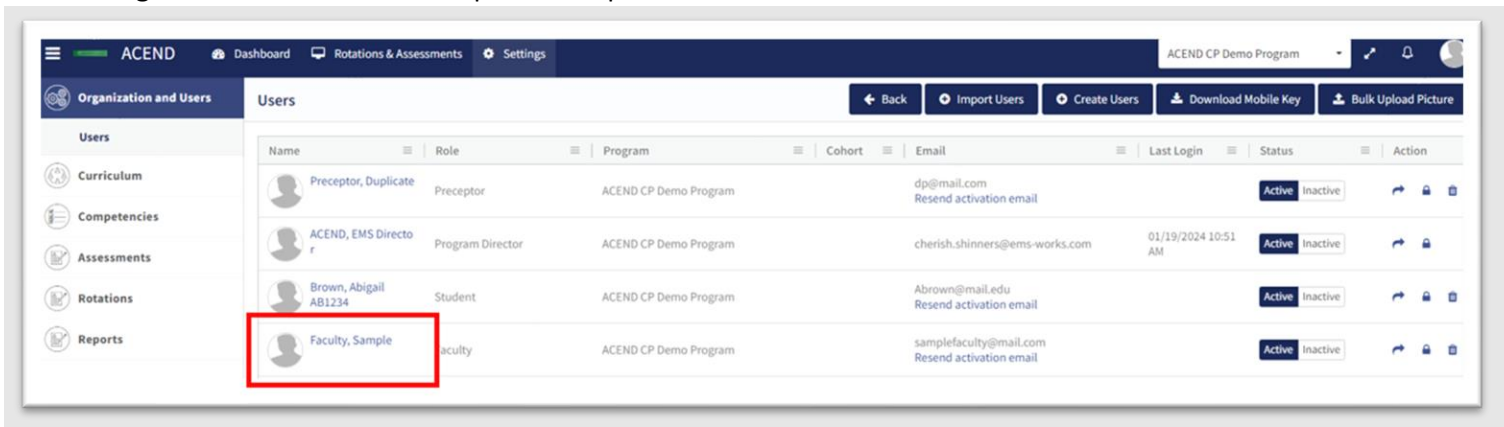 ACEND Dashboard Rotations & Assessments Settings ACEND CP Demo Program
Organization and Users
Users
Curriculum
Competencies
Assessments
Rotations
Reports
Users Back Import Users Create Users Download Mobile Key Bulk Upload Picture
Name Role Program Cohort Email Last Login Status Action
Preceptor, Duplicate Preceptor ACEND CP Demo Program dp@mail.com Active Inactive
Resend activation email
ACEND, EMS Directo Program Director ACEND CP Demo Program cherish.shinners@ems-works.com 01/19/2024 10:51 Active Inactive
r AM
Brown, Abigail Student ACEND CP Demo Program Abrown@mail.edu Active Inactive
AB1234 Resend activation email
Faculty, Sample aculty ACEND CP Demo Program samplefaculty@mail.com Active Inactive
Resend activation email